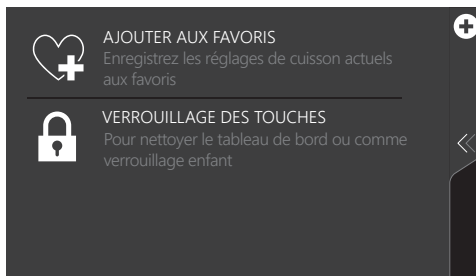 AJOUTER AUX FAVORIS
Enregistrez les réglages de cuisson actuels
aux favoris
VERROUILLAGE DES TOUCHES
Pour nettoyer le tableau de bord ou comme
verrouillage enfant